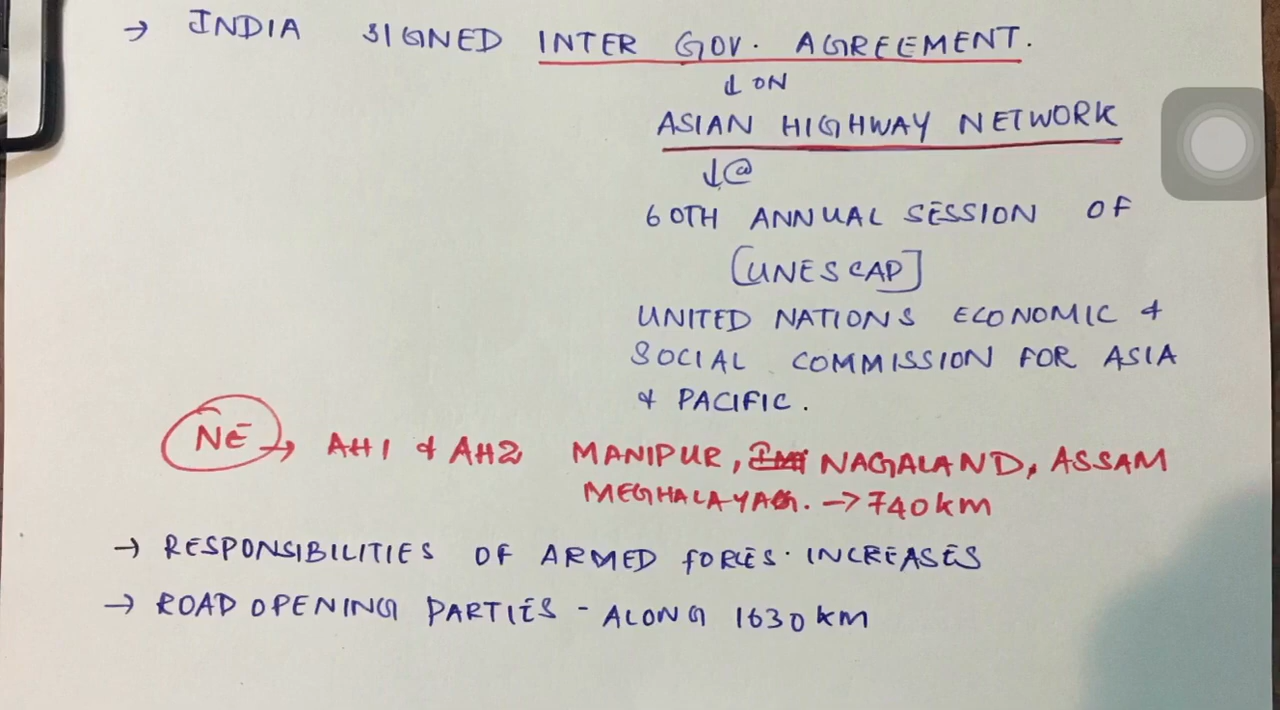 → INDIA SIGNED INTER GOV. AGREEMENT.
↓ ON
ASIAN HIGHWAY NETWORK
↓@
60TH ANNUAL SESSION OF
[UNESCAP]
UNITED NATIONS ECONOMIC &
SOCIAL COMMISSION FOR ASIA
& PACIFIC.
NE → AH1 & AH2 MANIPUR, NAGALAND, ASSAM
MEGHALAYA. → 740km
→ RESPONSIBILITIES OF ARMED FORCES. INCREASES
→ ROAD OPENING PARTIES - ALONG 1630 KM